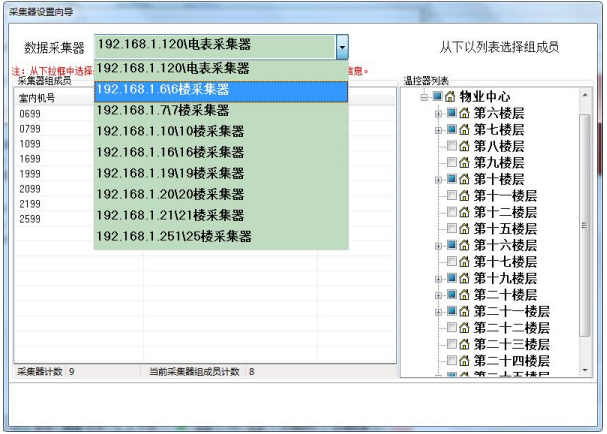 采集器设置向导
数据采集器 192.168.1.120\电表采集器
从下以列表选择组成员
注：从下拉框中选择
信息。
192.168.1.120\电表采集器
192.168.1.6\6楼采集器
192.168.1.7\7楼采集器
192.168.1.10\10楼采集器
192.168.1.16\16楼采集器
192.168.1.19\19楼采集器
192.168.1.20\20楼采集器
192.168.1.21\21楼采集器
192.168.1.251\25楼采集器
采集器组成员
室内机号
0699
0799
1099
1699
1999
2099
2199
2599
采集器计数 9 当前采集器组成员计数 8
温控器列表
物业中心
第六楼层
第七楼层
第八楼层
第九楼层
第十楼层
第十一楼层
第十二楼层
第十五楼层
第十六楼层
第十七楼层
第十九楼层
第二十楼层
第二十一楼层
第二十二楼层
第二十三楼层
第二十四楼层
第二十五楼层